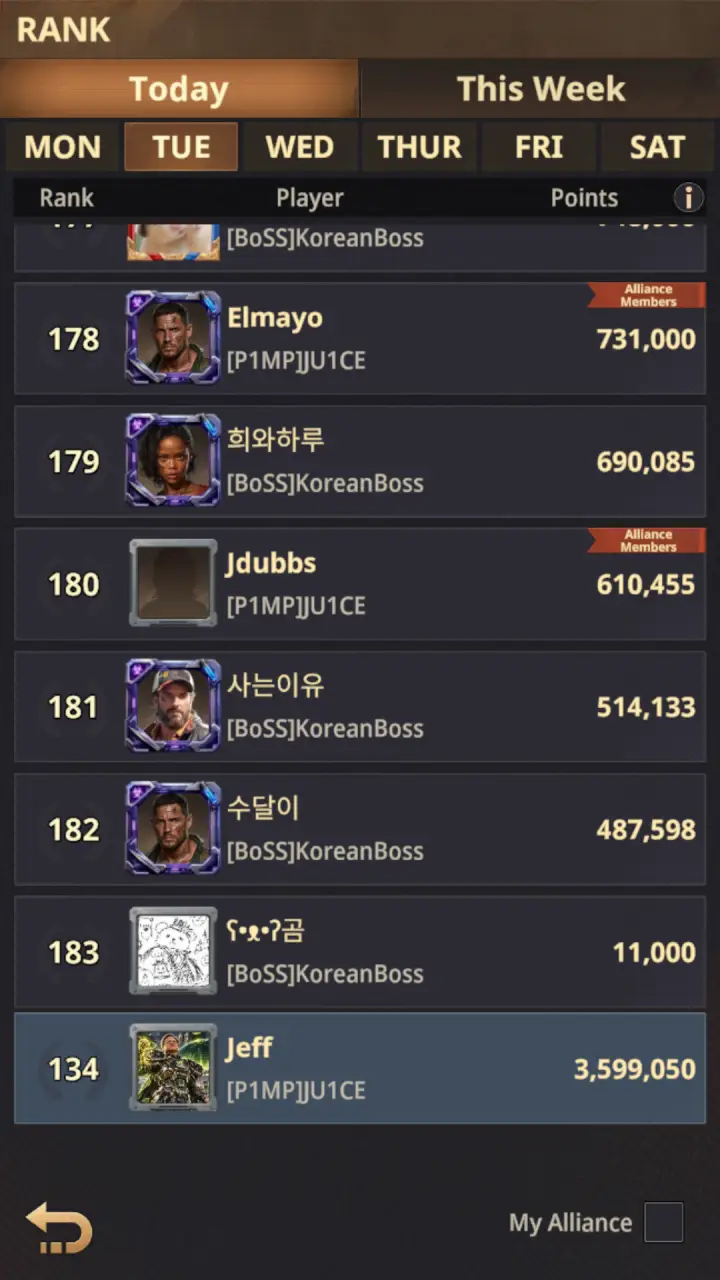 RANK
Today This Week
MON TUE WED THUR FRI SAT
Rank Player Points i
[BoSS]KoreanBoss
Alliance
Members
178 Elmayo 731,000
[P1MP]JU1CE
179 희와하루 690,085
[BoSS]KoreanBoss
Alliance
Members
180 Jdubbs 610,455
[P1MP]JU1CE
181 사는이유 514,133
[BoSS]KoreanBoss
182 수달이 487,598
[BoSS]KoreanBoss
183 ʕ•ᴥ•ʔ곰 11,000
[BoSS]KoreanBoss
134 Jeff 3,599,050
[P1MP]JU1CE
My Alliance